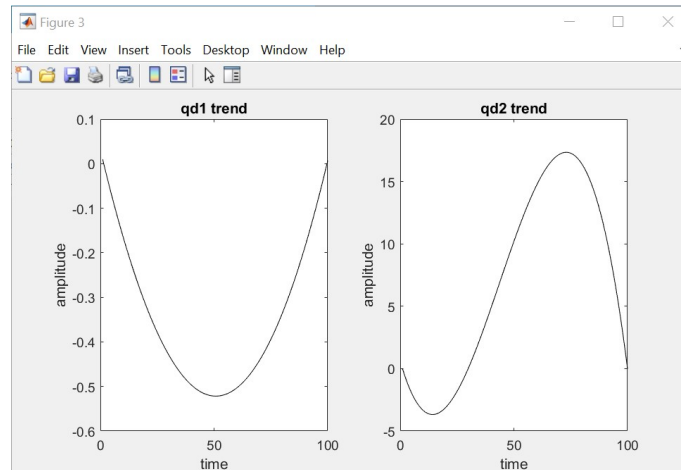 Figure 3
File Edit View Insert Tools Desktop Window Help
qd1 trend
0.1
0
-0.1
-0.2
-0.3
-0.4
-0.5
-0.6
amplitude
0 50 100
time
qd2 trend
20
15
10
5
0
-5
amplitude
0 50 100
time